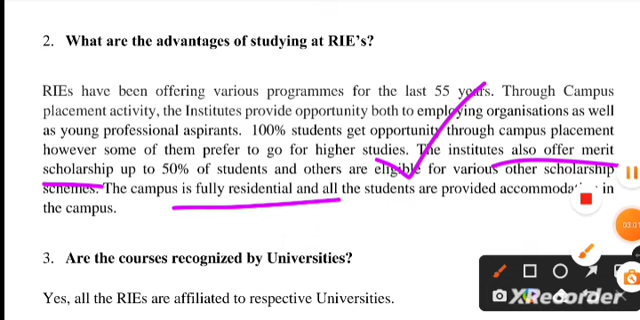 2. What are the advantages of studying at RIE's?
RIEs have been offering various programmes for the last 55 years. Through Campus
placement activity, the Institutes provide opportunity both to employing organisations as well
as young professional aspirants. 100% students get opportunity through campus placement
however some of them prefer to go for higher studies. The institutes also offer merit
scholarship up to 50% of students and others are eligible for various other scholarship
schemes. The campus is fully residential and all the students are provided in
the campus.
3. Are the courses recognized by Universities?
Yes, all the RIEs are affiliated to respective Universities.
XRecorder